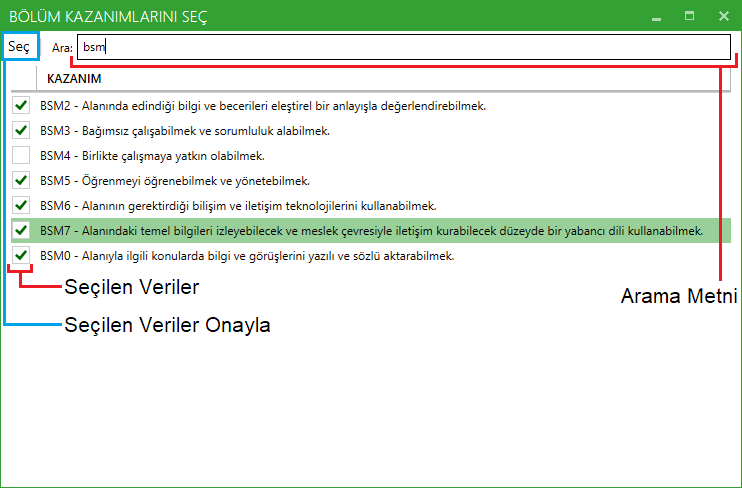 BÖLÜM KAZANIMLARINI SEÇ
Seç Ara: bsm
KAZANIM
BSM2 - Alanında edindiği bilgi ve becerileri eleştirel bir anlayışla değerlendirebilmek.
BSM3 - Bağımsız çalışabilmek ve sorumluluk alabilmek.
BSM4 - Birlikte çalışmaya yatkın olabilmek.
BSM5 - Öğrenmeyi öğrenebilmek ve yönetebilmek.
BSM6 - Alanının gerektirdiği bilişim ve iletişim teknolojilerini kullanabilmek.
BSM7 - Alanındaki temel bilgileri izleyebilecek ve meslek çevresiyle iletişim kurabilecek düzeyde bir yabancı dili kullanabilmek.
BSM0 - Alanıyla ilgili konularda bilgi ve görüşlerini yazılı ve sözlü aktarabilmek.
Seçilen Veriler
Arama Metni
Seçilen Veriler Onayla